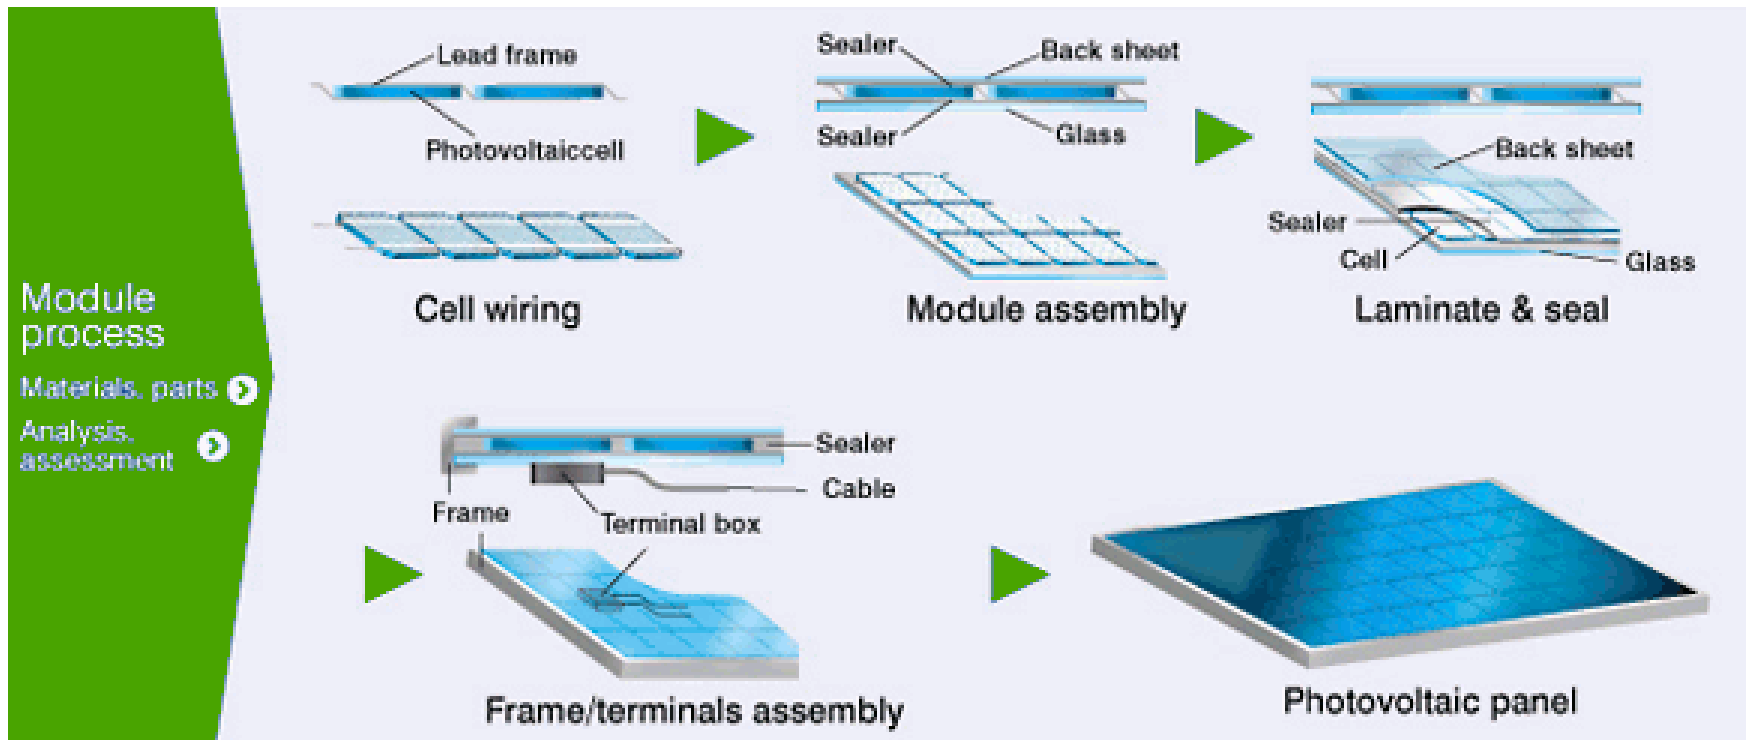 Module
process
Materials, parts
Analysis,
assessment
Lead frame
Photovoltaiccell
Cell wiring
Sealer
Back sheet
Sealer
Glass
Module assembly
Back sheet
Sealer
Cell
Glass
Laminate & seal
Sealer
Cable
Frame
Terminal box
Frame/terminals assembly
Photovoltaic panel